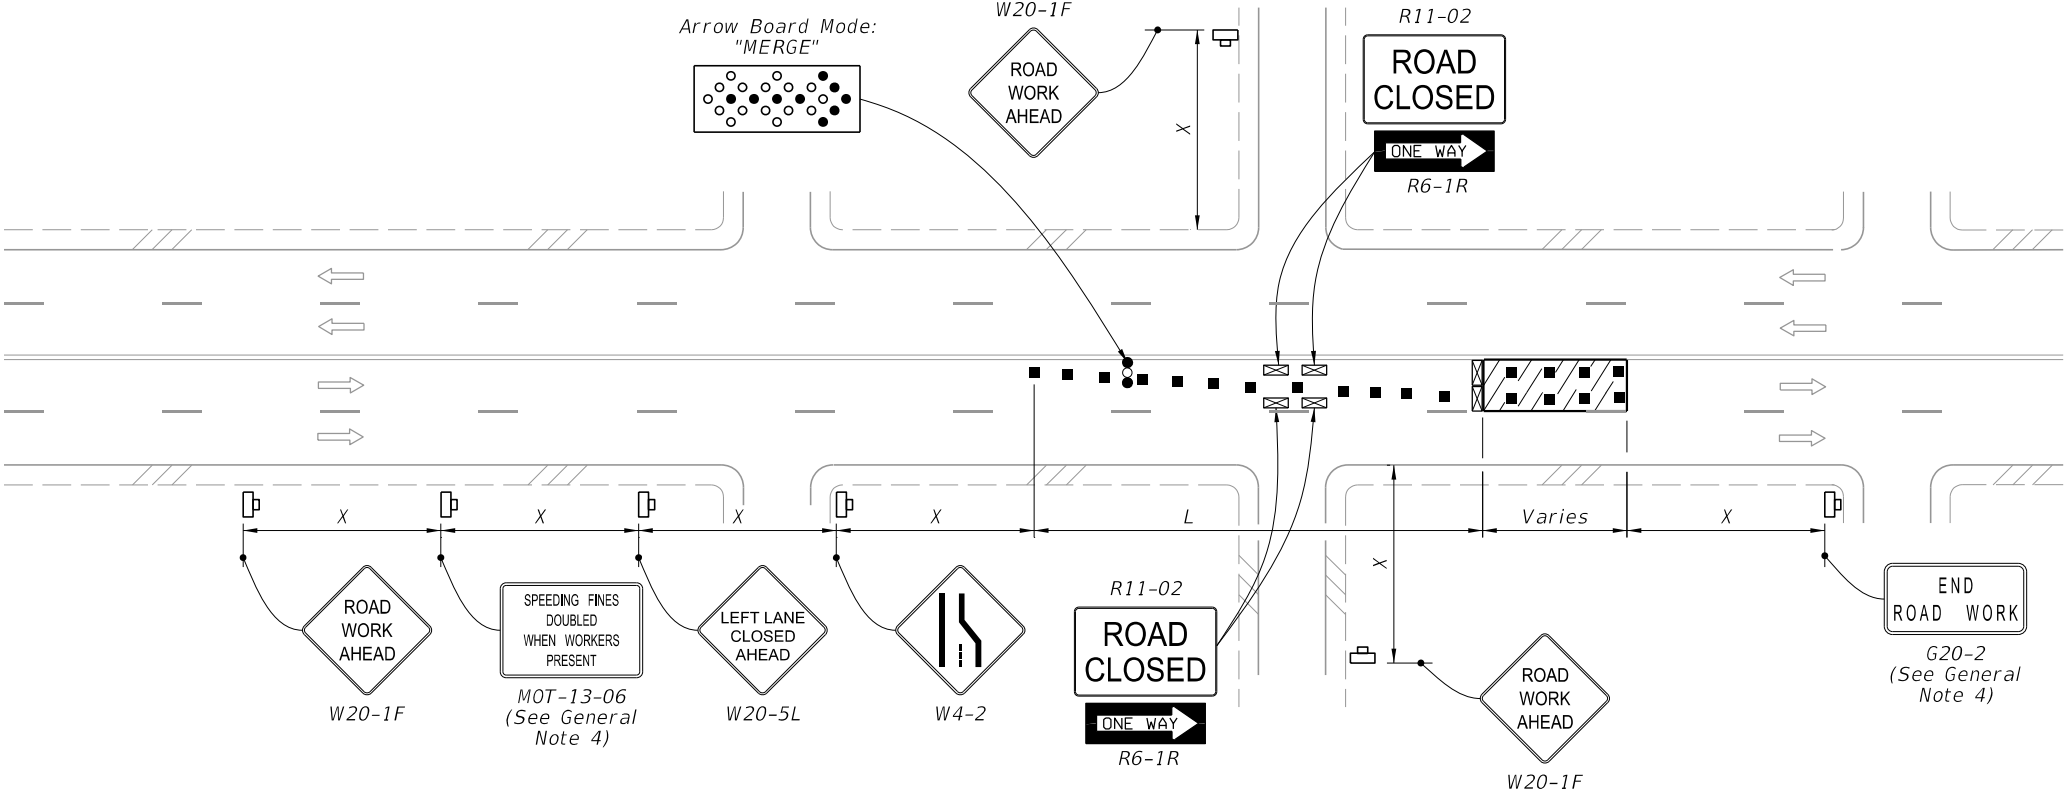 Arrow Board Mode:
"MERGE"
W20-1F
ROAD
WORK
AHEAD
X
R11-02
ROAD
CLOSED
ONE WAY
R6-1R
X
X
X
X
L
Varies
X
X
ROAD
WORK
AHEAD
W20-1F
SPEEDING FINES
DOUBLED
WHEN WORKERS
PRESENT
MOT-13-06
(See General
Note 4)
LEFT LANE
CLOSED
AHEAD
W20-5L
W4-2
R11-02
ROAD
CLOSED
ONE WAY
R6-1R
ROAD
WORK
AHEAD
W20-1F
END
ROAD WORK
G20-2
(See General
Note 4)